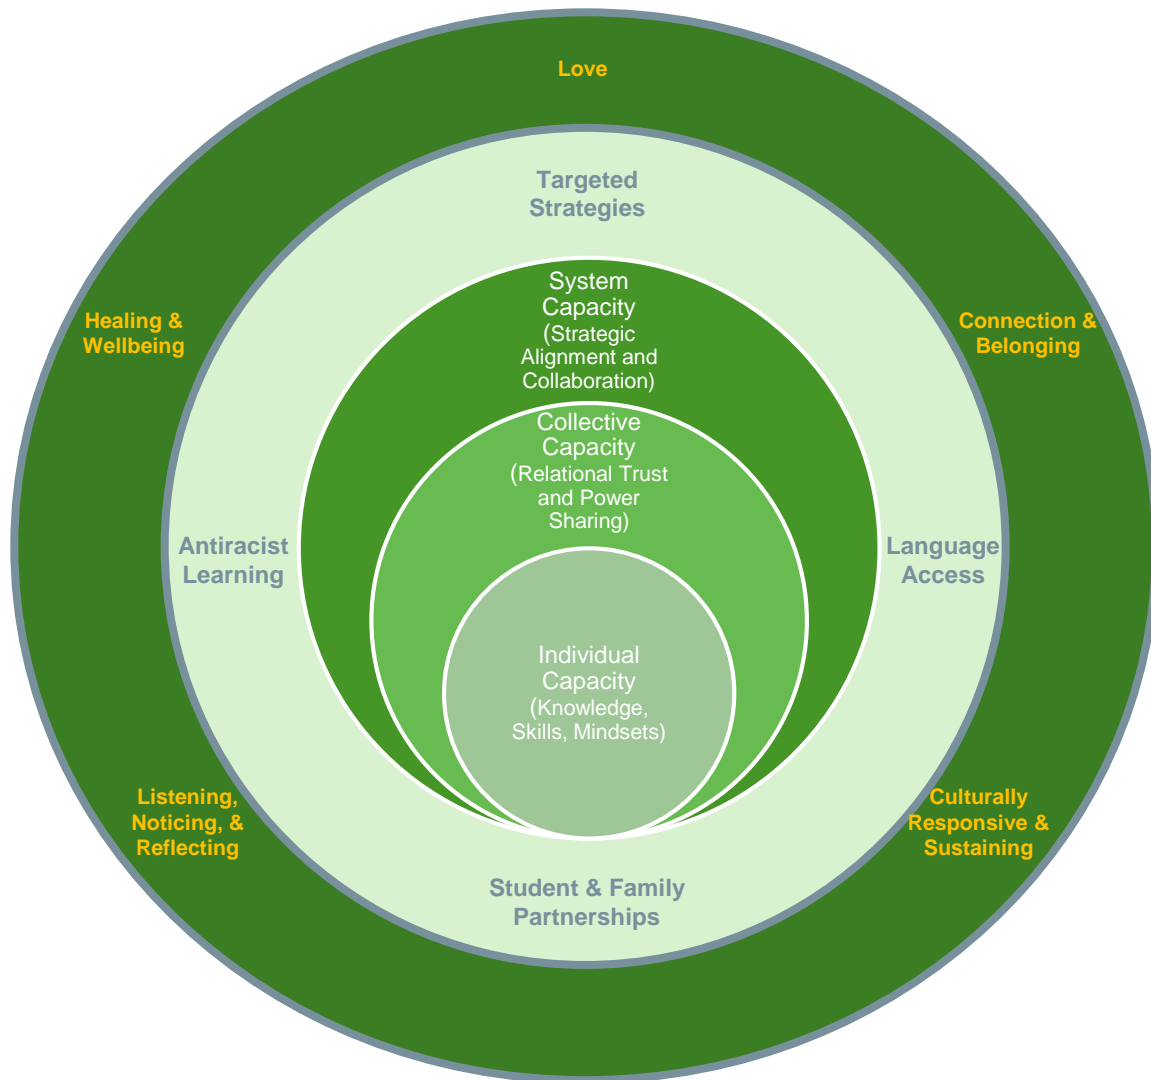 Love
Targeted
Strategies
System
Capacity
(Strategic
Alignment and
Collaboration)
Healing &
Wellbeing
Connection &
Belonging
Collective
Capacity
(Relational Trust
and Power
Sharing)
Antiracist
Learning
Language
Access
Individual
Capacity
(Knowledge,
Skills, Mindsets)
Listening,
Noticing, &
Reflecting
Culturally
Responsive &
Sustaining
Student & Family
Partnerships